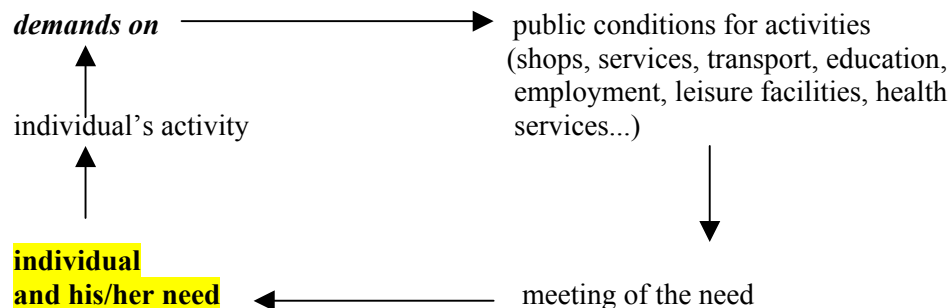 demands on
public conditions for activities
(shops, services, transport, education,
employment, leisure facilities, health
services...)
individual’s activity
individual
and his/her need
meeting of the need